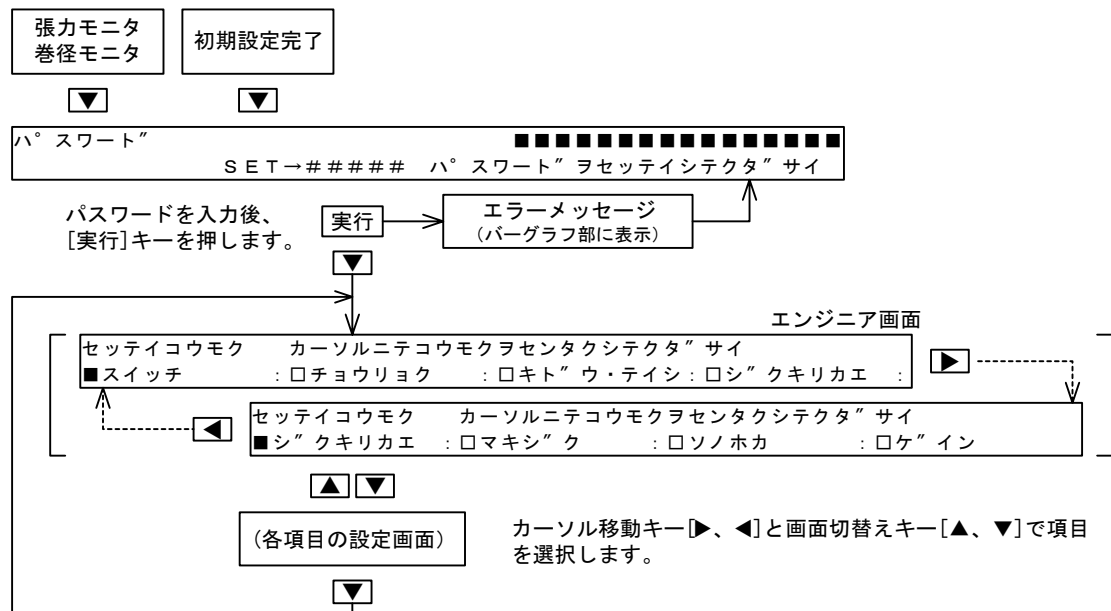 張力モニタ
巻径モニタ
初期設定完了
▼
▼
ハ゜スワート゛ ■■■■■■■■■■■■■■■■
SET→##### ハ゜スワート゛ヲセッテイシテクタ゛サイ
パスワードを入力後、
[実行]キーを押します。
実行
エラーメッセージ
(バーグラフ部に表示)
▼
エンジニア画面
セッテイコウモク カーソルニテコウモクヲセンタクシテクタ゛サイ
■スイッチ :□チョウリョク :□キト゛ウ・テイシ:□シ゛クキリカエ :
▶
セッテイコウモク カーソルニテコウモクヲセンタクシテクタ゛サイ
■シ゛クキリカエ :□マキシ゛ク :□ソノホカ :□ケ゛イン
◀
▲ ▼
(各項目の設定画面)
カーソル移動キー[▶、◀]と画面切替えキー[▲、▼]で項目
を選択します。
▼